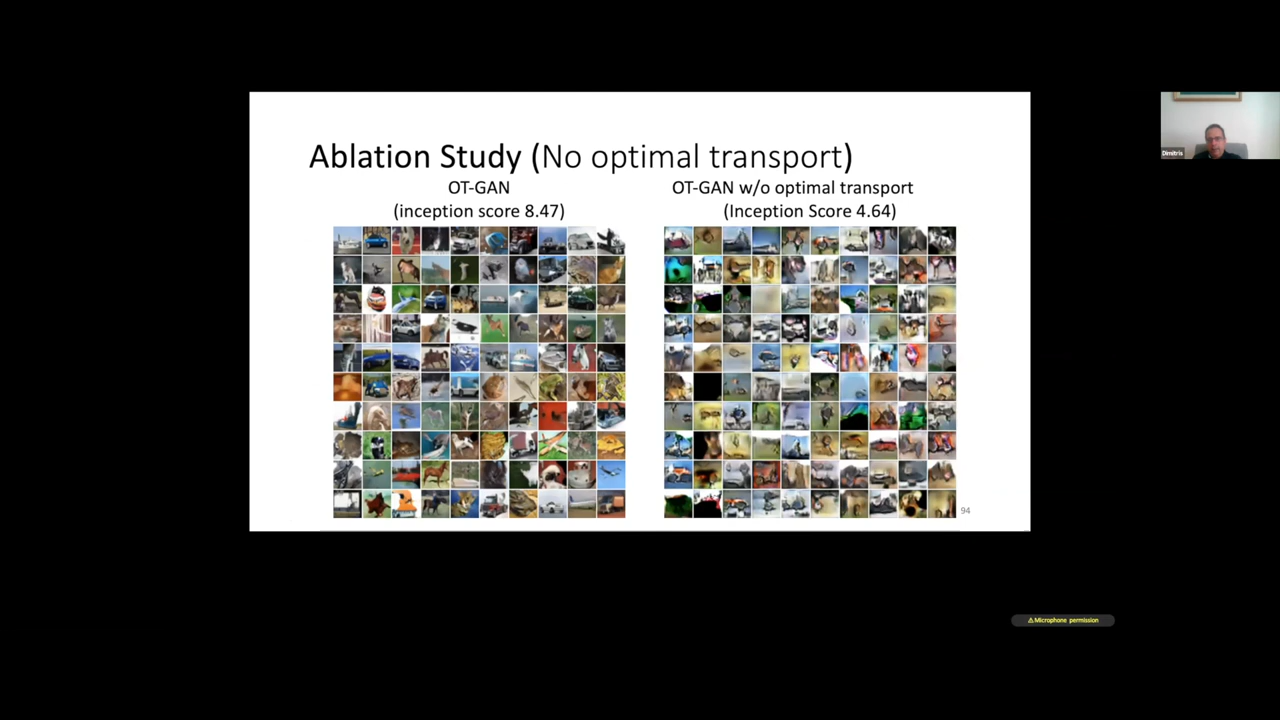 Ablation Study (No optimal transport)
OT-GAN
(inception score 8.47)
OT-GAN w/o optimal transport
(Inception Score 4.64)
94
Dimitris
⚠Microphone permission